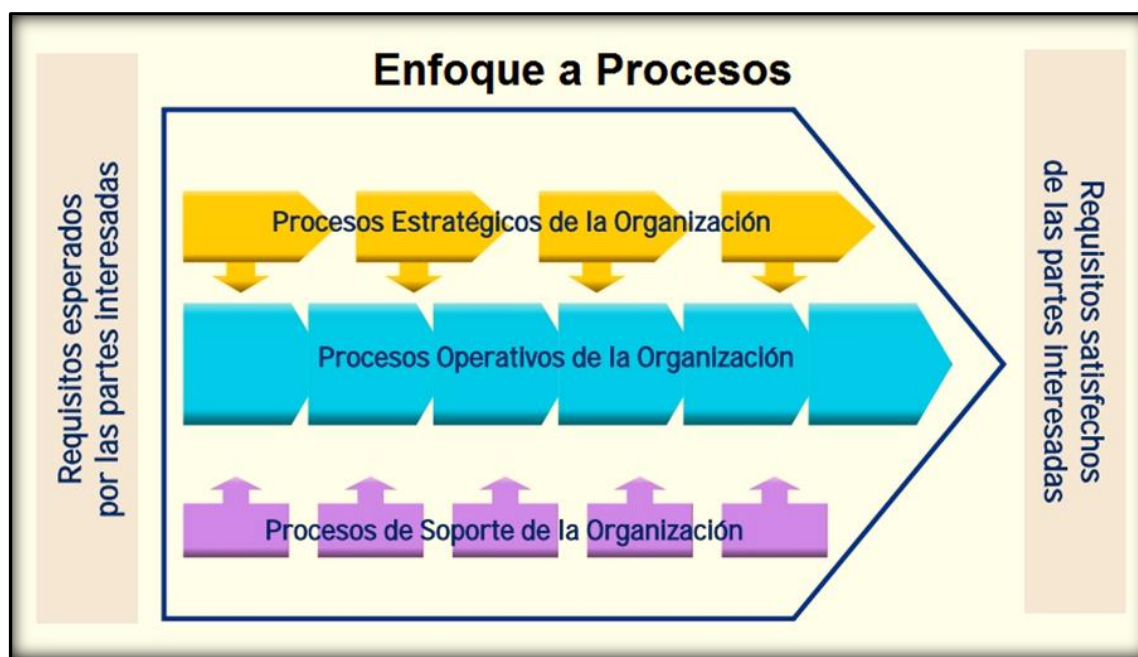 Enfoque a Procesos
Requisitos esperados
por las partes interesadas
Procesos Estratégicos de la Organización
Procesos Operativos de la Organización
Procesos de Soporte de la Organización
Requisitos satisfechos
de las partes interesadas